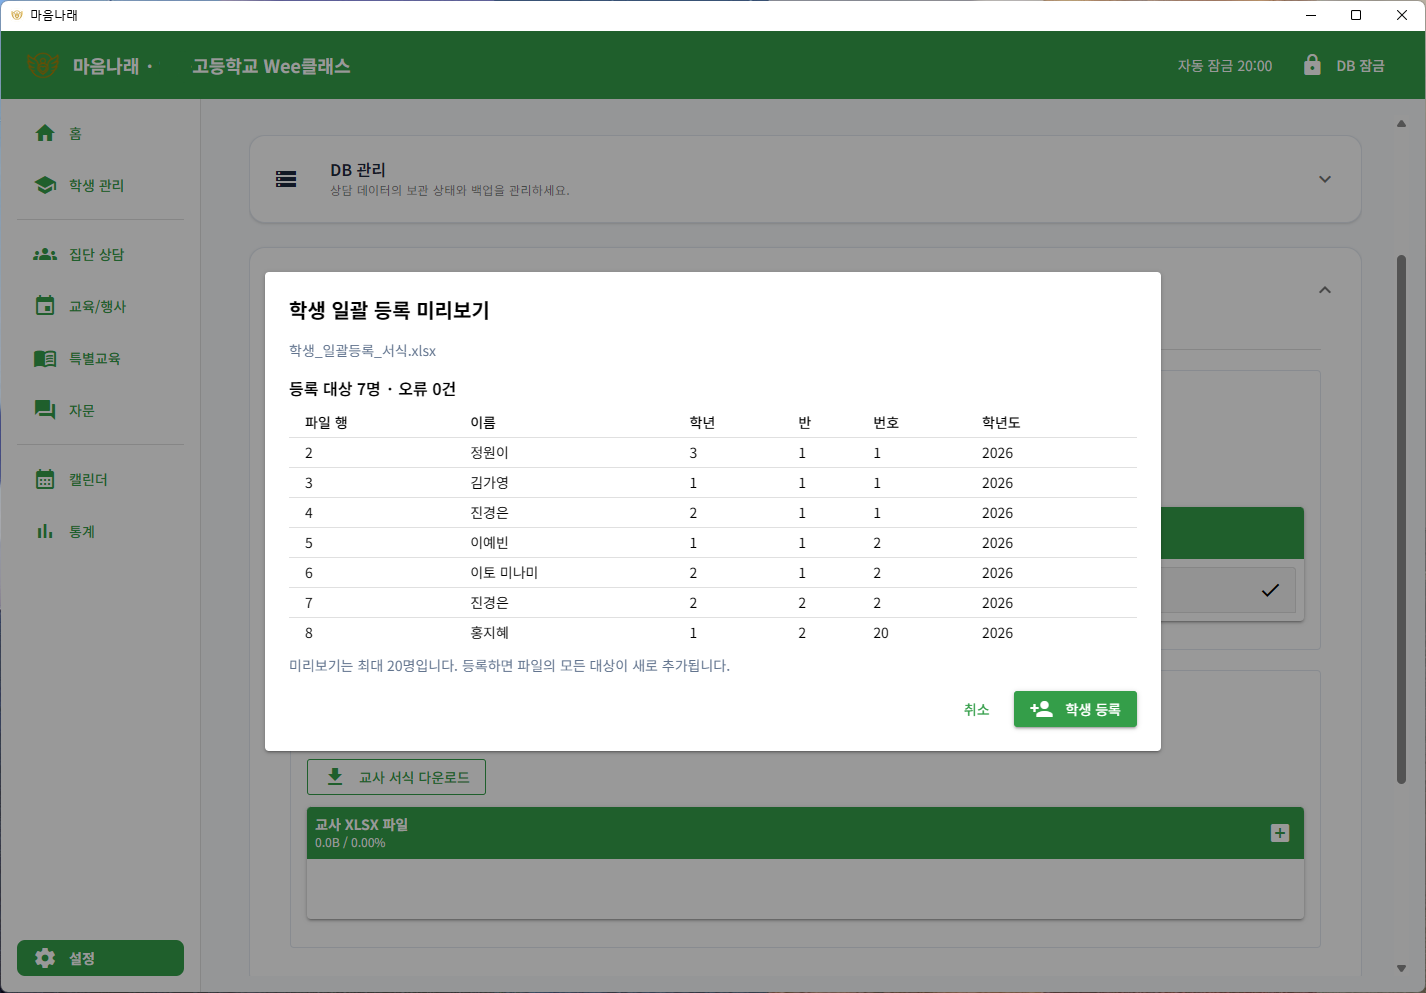 마음나래
마음나래 · 고등학교 Wee클래스
자동 잠금 20:00
DB 잠금
홈
학생 관리
집단 상담
교육/행사
특별교육
자문
캘린더
통계
설정
DB 관리
상담 데이터의 보관 상태와 백업을 관리하세요.
학생 일괄 등록 미리보기
학생_일괄등록_서식.xlsx
등록 대상 7명 · 오류 0건
파일 행 이름 학년 반 번호 학년도
2 정원이 3 1 1 2026
3 김가영 1 1 1 2026
4 진경은 2 1 1 2026
5 이예빈 1 1 2 2026
6 이토 미나미 2 1 2 2026
7 진경은 2 2 2 2026
8 홍지혜 1 2 20 2026
미리보기는 최대 20명입니다. 등록하면 파일의 모든 대상이 새로 추가됩니다.
취소
학생 등록
교사 서식 다운로드
교사 XLSX 파일
0.0B / 0.00%